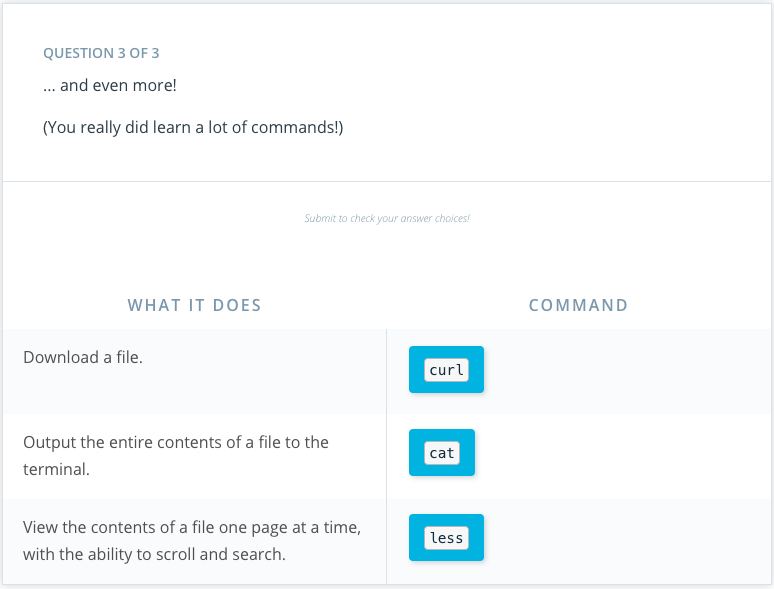 QUESTION 3 OF 3
... and even more!
(You really did learn a lot of commands!)
Submit to check your answer choices!
WHAT IT DOES
COMMAND
Download a file.
curl
Output the entire contents of a file to the
terminal.
cat
View the contents of a file one page at a time,
with the ability to scroll and search.
less